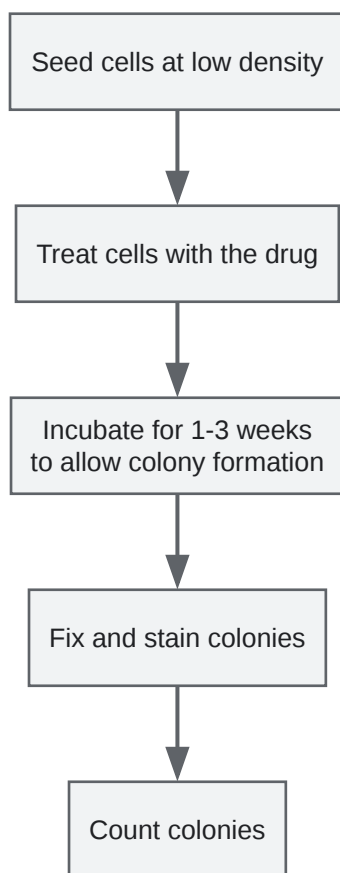 Seed cells at low density
Treat cells with the drug
Incubate for 1-3 weeks
to allow colony formation
Fix and stain colonies
Count colonies